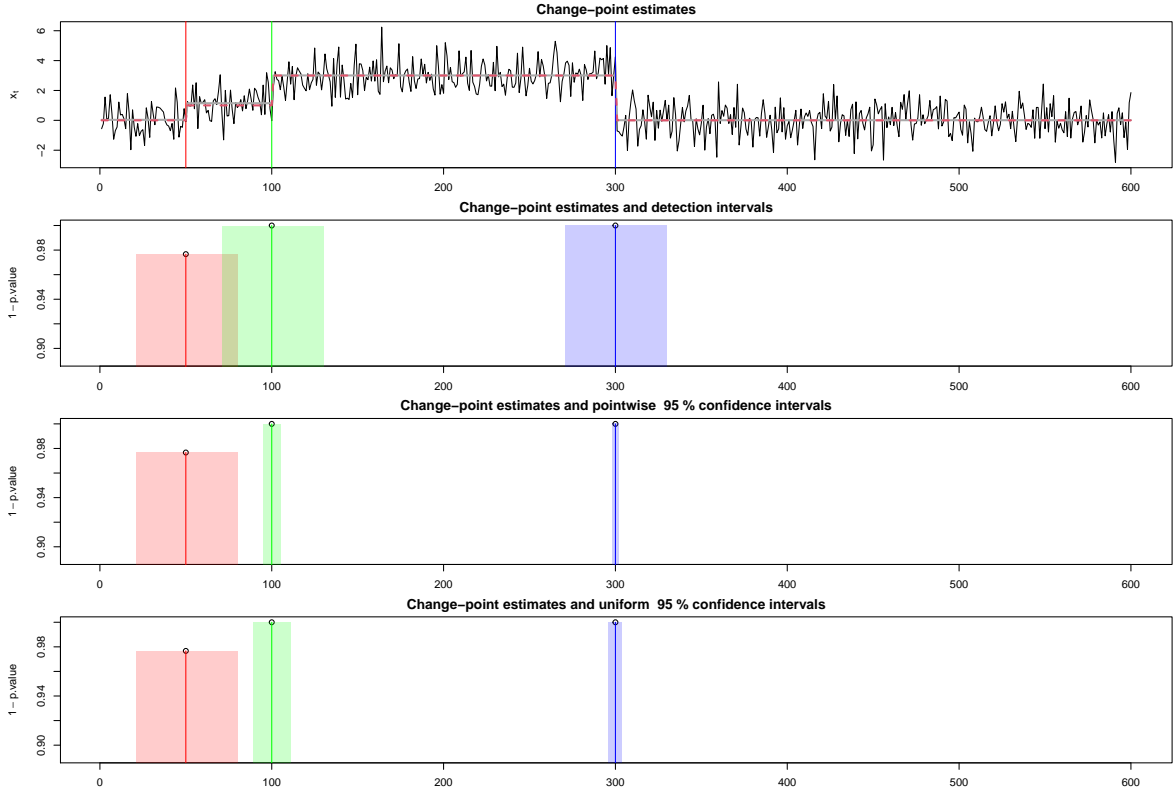 Change−point estimates
xt
6
4
2
0
−2
0 100 200 300 400 500 600
Change−point estimates and detection intervals
1 − p.value
0.98
0.94
0.90
0 100 200 300 400 500 600
Change−point estimates and pointwise 95 % confidence intervals
1 − p.value
0.98
0.94
0.90
0 100 200 300 400 500 600
Change−point estimates and uniform 95 % confidence intervals
1 − p.value
0.98
0.94
0.90
0 100 200 300 400 500 600